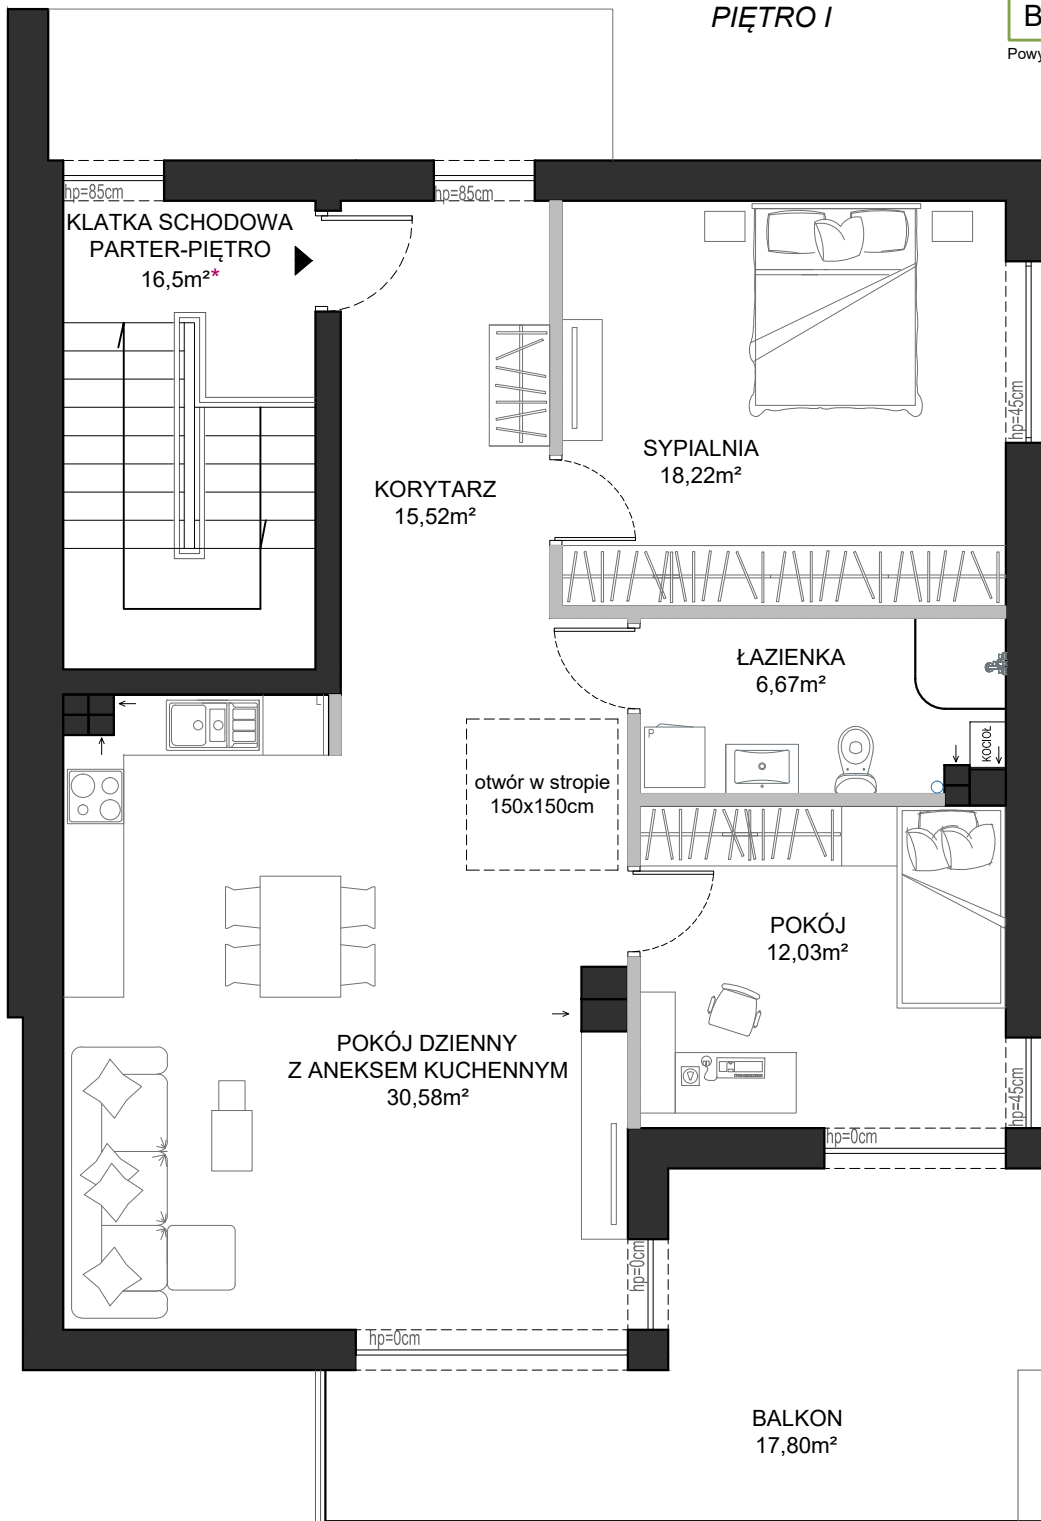 PIĘTRO I
B
Powy
hp=85cm
hp=85cm
KLATKA SCHODOWA
PARTER-PIĘTRO
16,5m²*
hp=45cm
SYPIALNIA
18,22m²
KORYTARZ
15,52m²
ŁAZIENKA
6,67m²
L
P
KOCIOŁ
otwór w stropie
150x150cm
POKÓJ
12,03m²
POKÓJ DZIENNY
Z ANEKSEM KUCHENNYM
30,58m²
hp=45cm
hp=0cm
hp=0cm
hp=0cm
BALKON
17,80m²